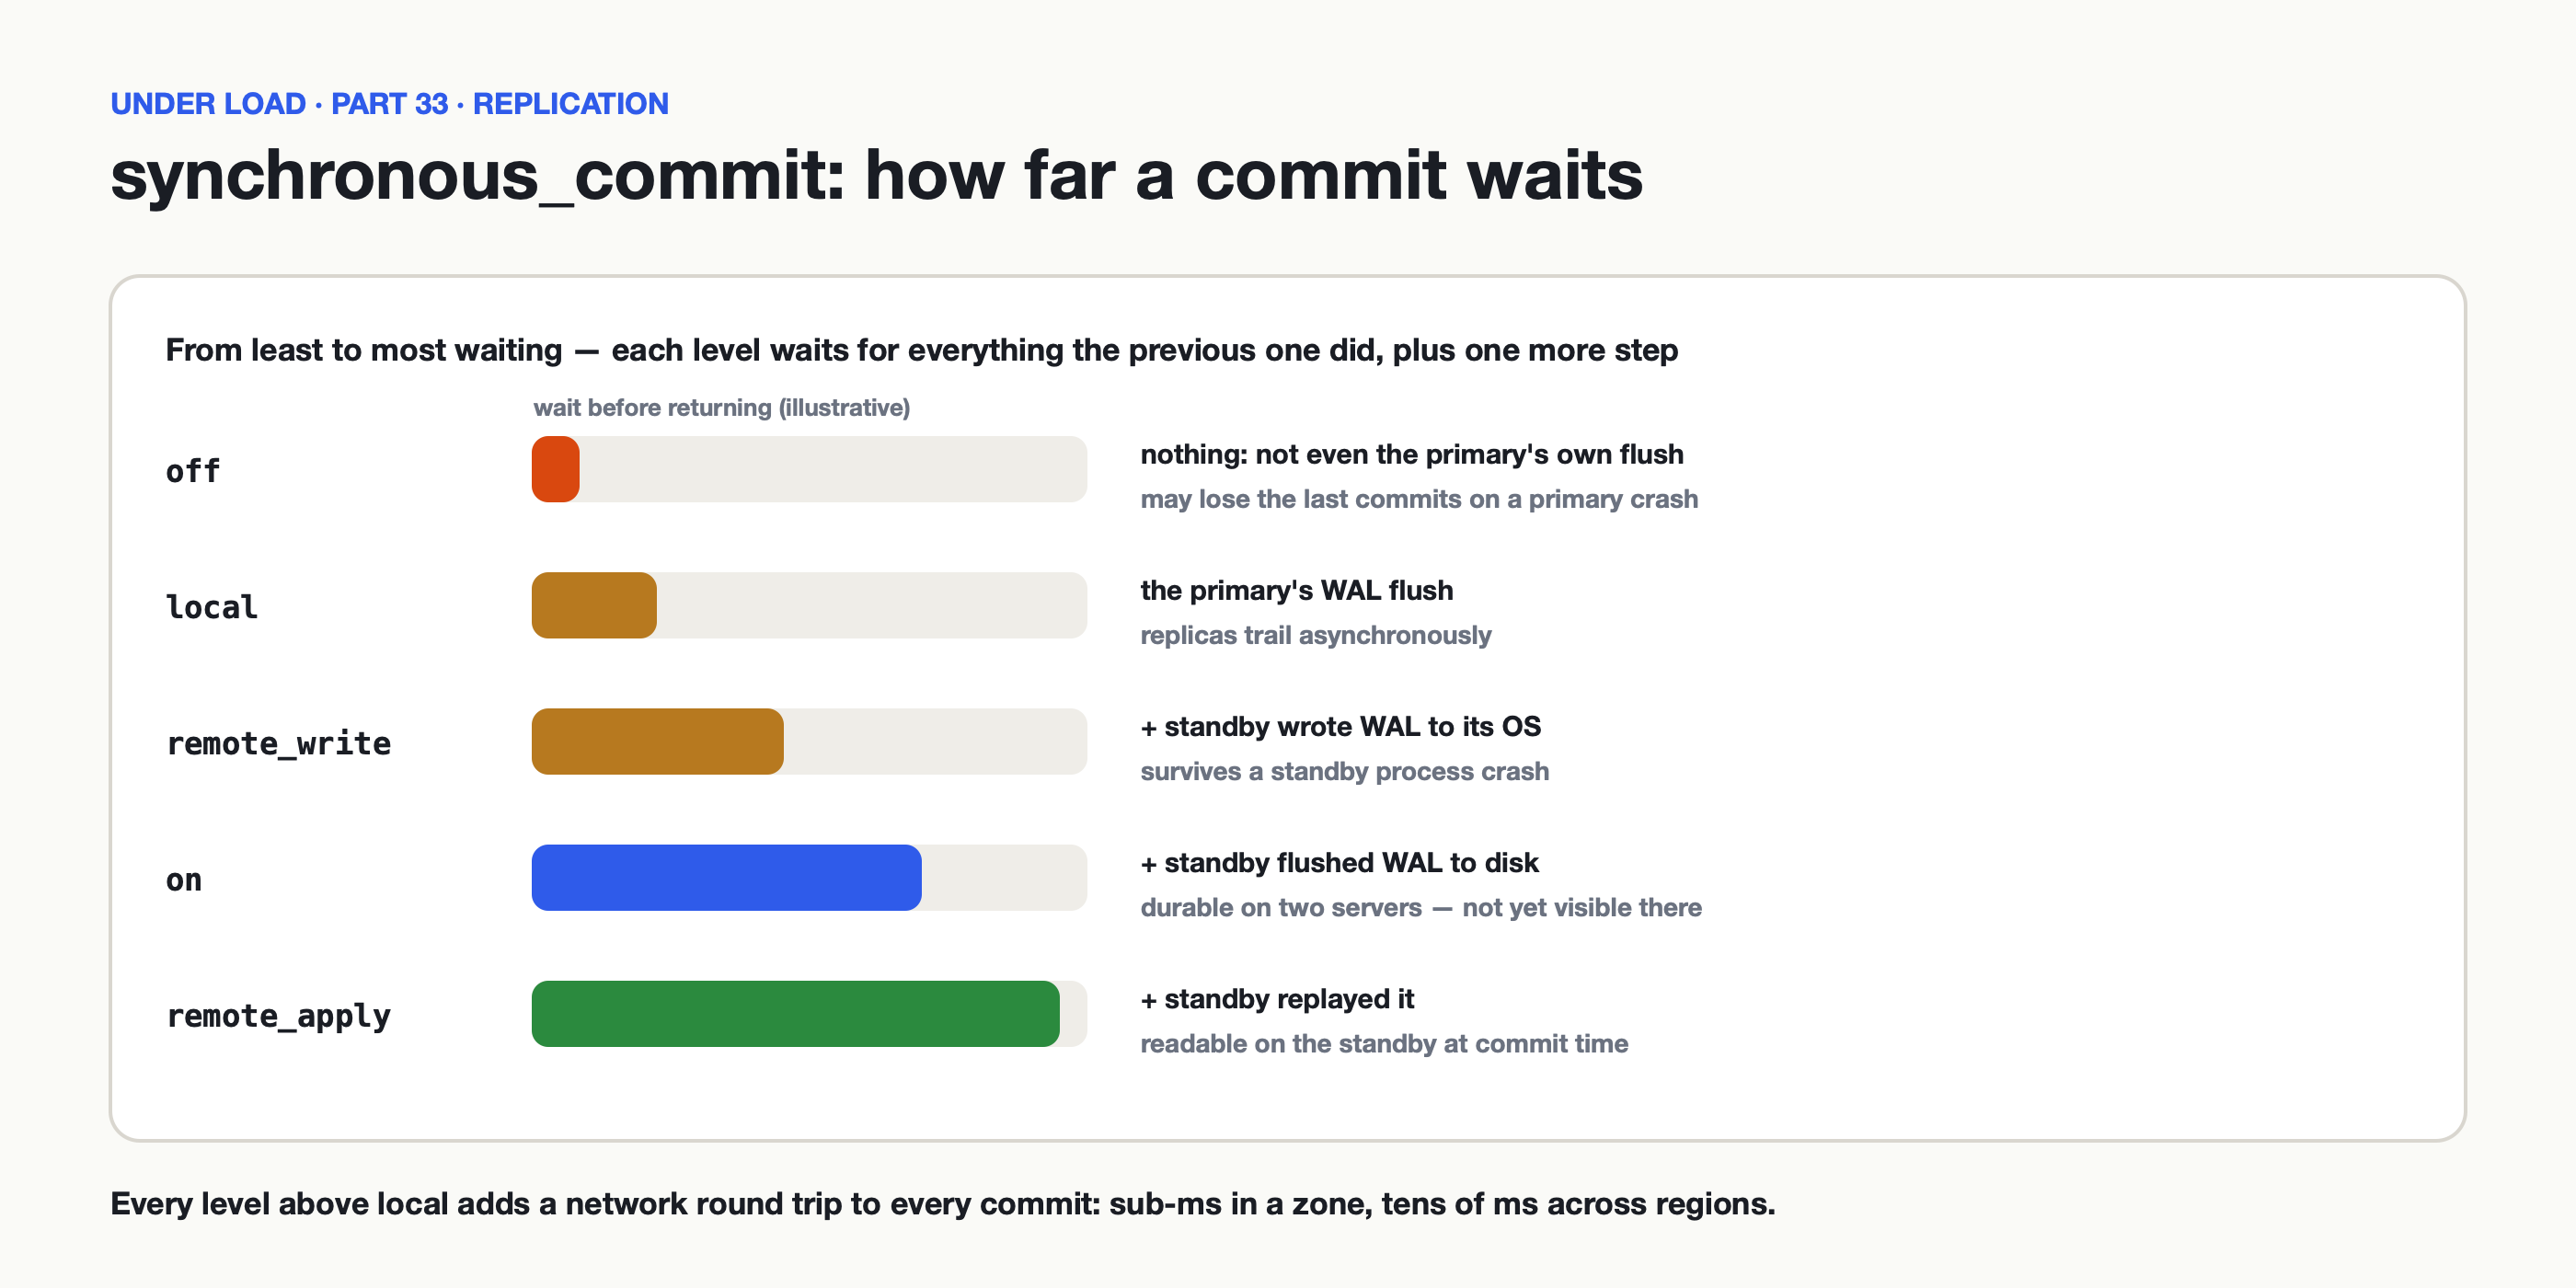 UNDER LOAD · PART 33 · REPLICATION
synchronous_commit: how far a commit waits
From least to most waiting — each level waits for everything the previous one did, plus one more step
wait before returning (illustrative)
off
nothing: not even the primary's own flush
may lose the last commits on a primary crash
local
the primary's WAL flush
replicas trail asynchronously
remote_write
+ standby wrote WAL to its OS
survives a standby process crash
on
+ standby flushed WAL to disk
durable on two servers — not yet visible there
remote_apply
+ standby replayed it
readable on the standby at commit time
Every level above local adds a network round trip to every commit: sub-ms in a zone, tens of ms across regions.